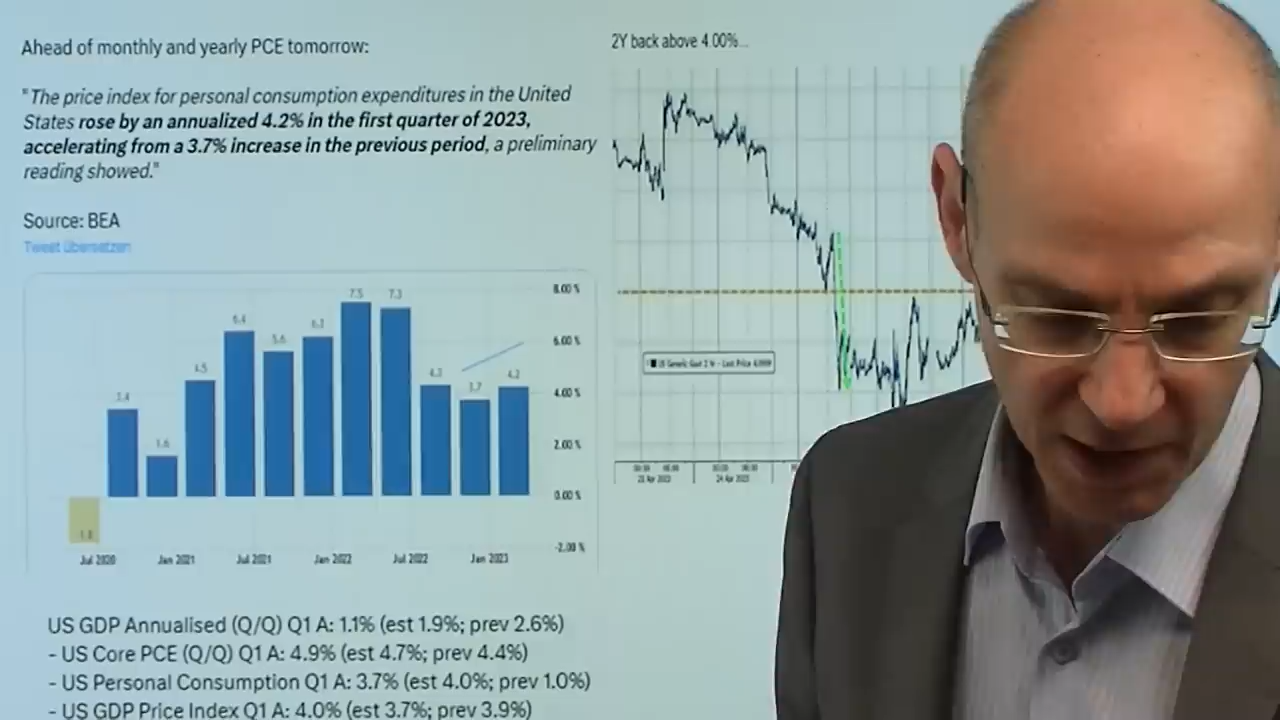 Ahead of monthly and yearly PCE tomorrow:
"The price index for personal consumption expenditures in the United
States rose by an annualized 4.2% in the first quarter of 2023,
accelerating from a 3.7% increase in the previous period, a preliminary
reading showed."
Source: BEA
Tweet übersetzen
8.00 %
6.00 %
4.00 %
2.00 %
0.00 %
-2.00 %
3.4
1.6
4.5
6.4
5.6
6.2
7.5
7.3
4.3
3.7
4.2
Jul 2020
Jan 2021
Jul 2021
Jan 2022
Jul 2022
Jan 2023
US GDP Annualised (Q/Q) Q1 A: 1.1% (est 1.9%; prev 2.6%)
- US Core PCE (Q/Q) Q1 A: 4.9% (est 4.7%; prev 4.4%)
- US Personal Consumption Q1 A: 3.7% (est 4.0%; prev 1.0%)
- US GDP Price Index Q1 A: 4.0% (est 3.7%; prev 3.9%)
2Y back above 4.00%...
24 Apr 2023